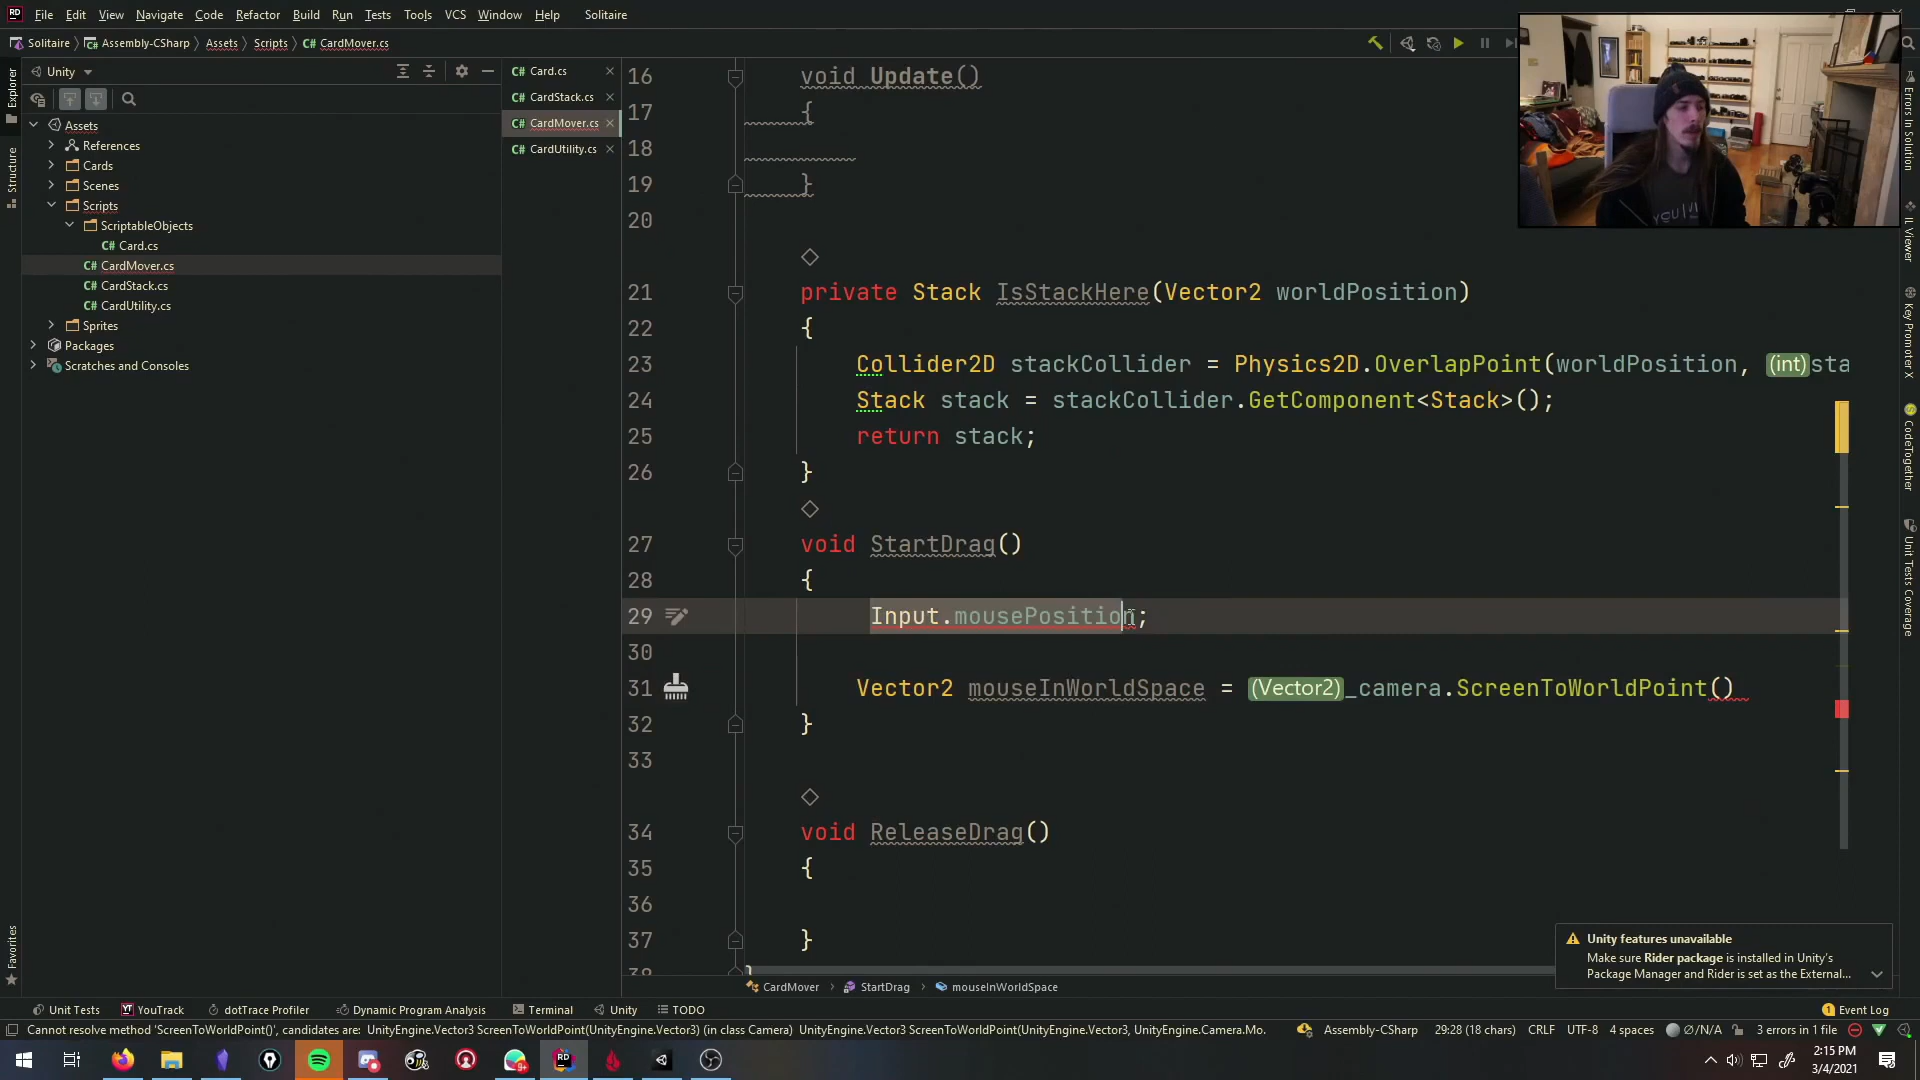 File Edit View Navigate Code Refactor Build Run Tests Tools VCS Window Help Solitaire
Solitaire Assembly-CSharp Assets Scripts C# CardMover.cs
Unity
Explorer
Structure
Favorites
Assets
References
Cards
Scenes
Scripts
ScriptableObjects
C# Card.cs
C# CardMover.cs
C# CardStack.cs
C# CardUtility.cs
Sprites
Packages
Scratches and Consoles
C# Card.cs
C# CardStack.cs
C# CardMover.cs
C# CardUtility.cs
16 void Update()
17 {
18
19 }
20
21 private Stack IsStackHere(Vector2 worldPosition)
22 {
23 Collider2D stackCollider = Physics2D.OverlapPoint(worldPosition, (int)sta
24 Stack stack = stackCollider.GetComponent<Stack>();
25 return stack;
26 }
27 void StartDrag()
28 {
29 Input.mousePosition;
30
31 Vector2 mouseInWorldSpace = (Vector2)_camera.ScreenToWorldPoint()
32 }
33
34 void ReleaseDrag()
35 {
36
37 }
38 }
Errors In Solution
IL Viewer
Key Promoter X
CodeTogether
Unit Tests Coverage
Unity features unavailable
Make sure Rider package is installed in Unity's
Package Manager and Rider is set as the External...
CardMover StartDrag mouseInWorldSpace
Unit Tests YouTrack dotTrace Profiler Dynamic Program Analysis Terminal Unity TODO 1 Event Log
Cannot resolve method 'ScreenToWorldPoint()', candidates are: UnityEngine.Vector3 ScreenToWorldPoint(UnityEngine.Vector3) (in class Camera) UnityEngine.Vector3 ScreenToWorldPoint(UnityEngine.Vector3, UnityEngine.Camera.Mo. Assembly-CSharp 29:28 (18 chars) CRLF UTF-8 4 spaces ∅/N/A 3 errors in 1 file
2:15 PM
3/4/2021